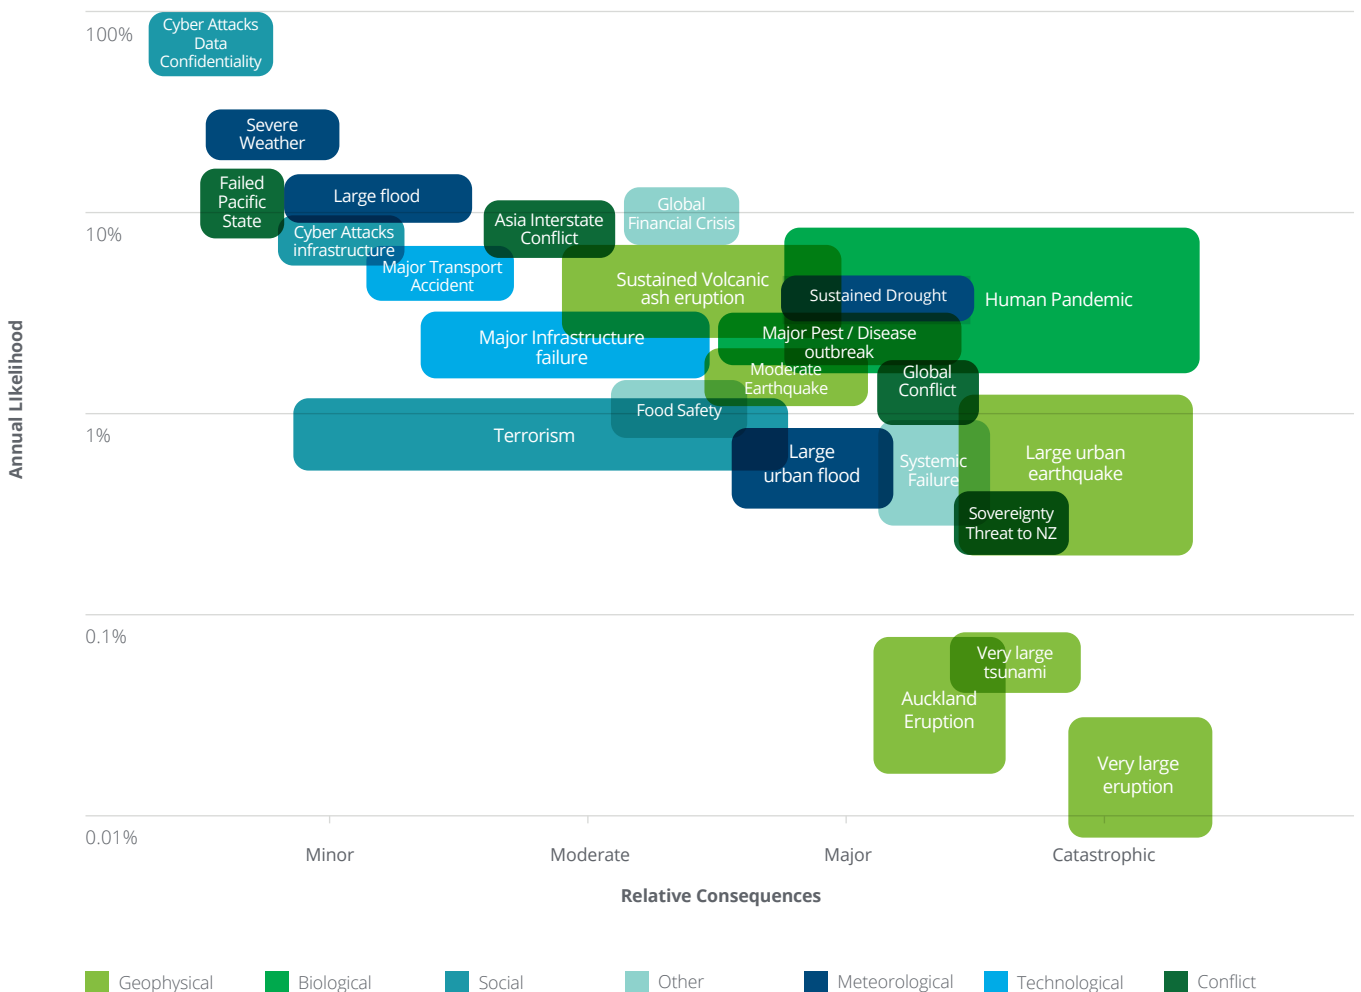 Cyber Attacks
Data
Confidentiality
100%
Severe
Weather
Failed
Pacific
State
Large flood
Asia Interstate
Conflict
Global
Financial Crisis
10%
Cyber Attacks
infrastructure
Major Transport
Accident
Sustained Volcanic
ash eruption
Sustained Drought
Human Pandemic
Major Infrastructure
failure
Major Pest / Disease
outbreak
Moderate
Earthquake
Global
Conflict
Food Safety
1%
Terrorism
Large
urban flood
Systemic
Failure
Large urban
earthquake
Sovereignty
Threat to NZ
0.1%
Very large
tsunami
Auckland
Eruption
Very large
eruption
0.01%
Annual LIkelihood
Minor
Moderate
Major
Catastrophic
Relative Consequences
Geophysical
Biological
Social
Other
Meteorological
Technological
Conflict